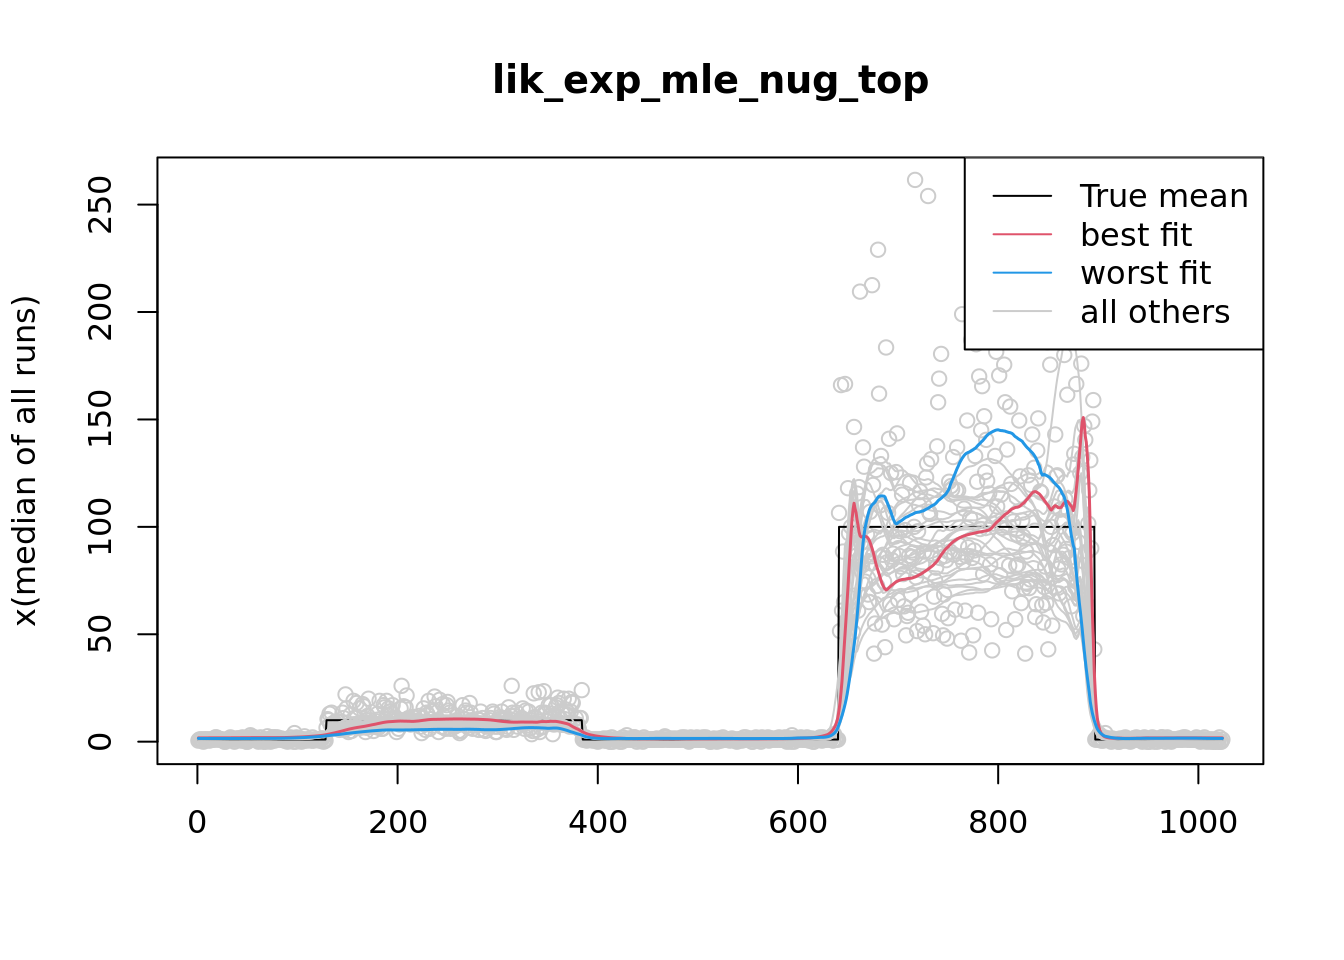 lik_exp_mle_nug_top
x(median of all runs)
250
200
150
100
50
0
True mean
best fit
worst fit
all others
0 200 400 600 800 1000